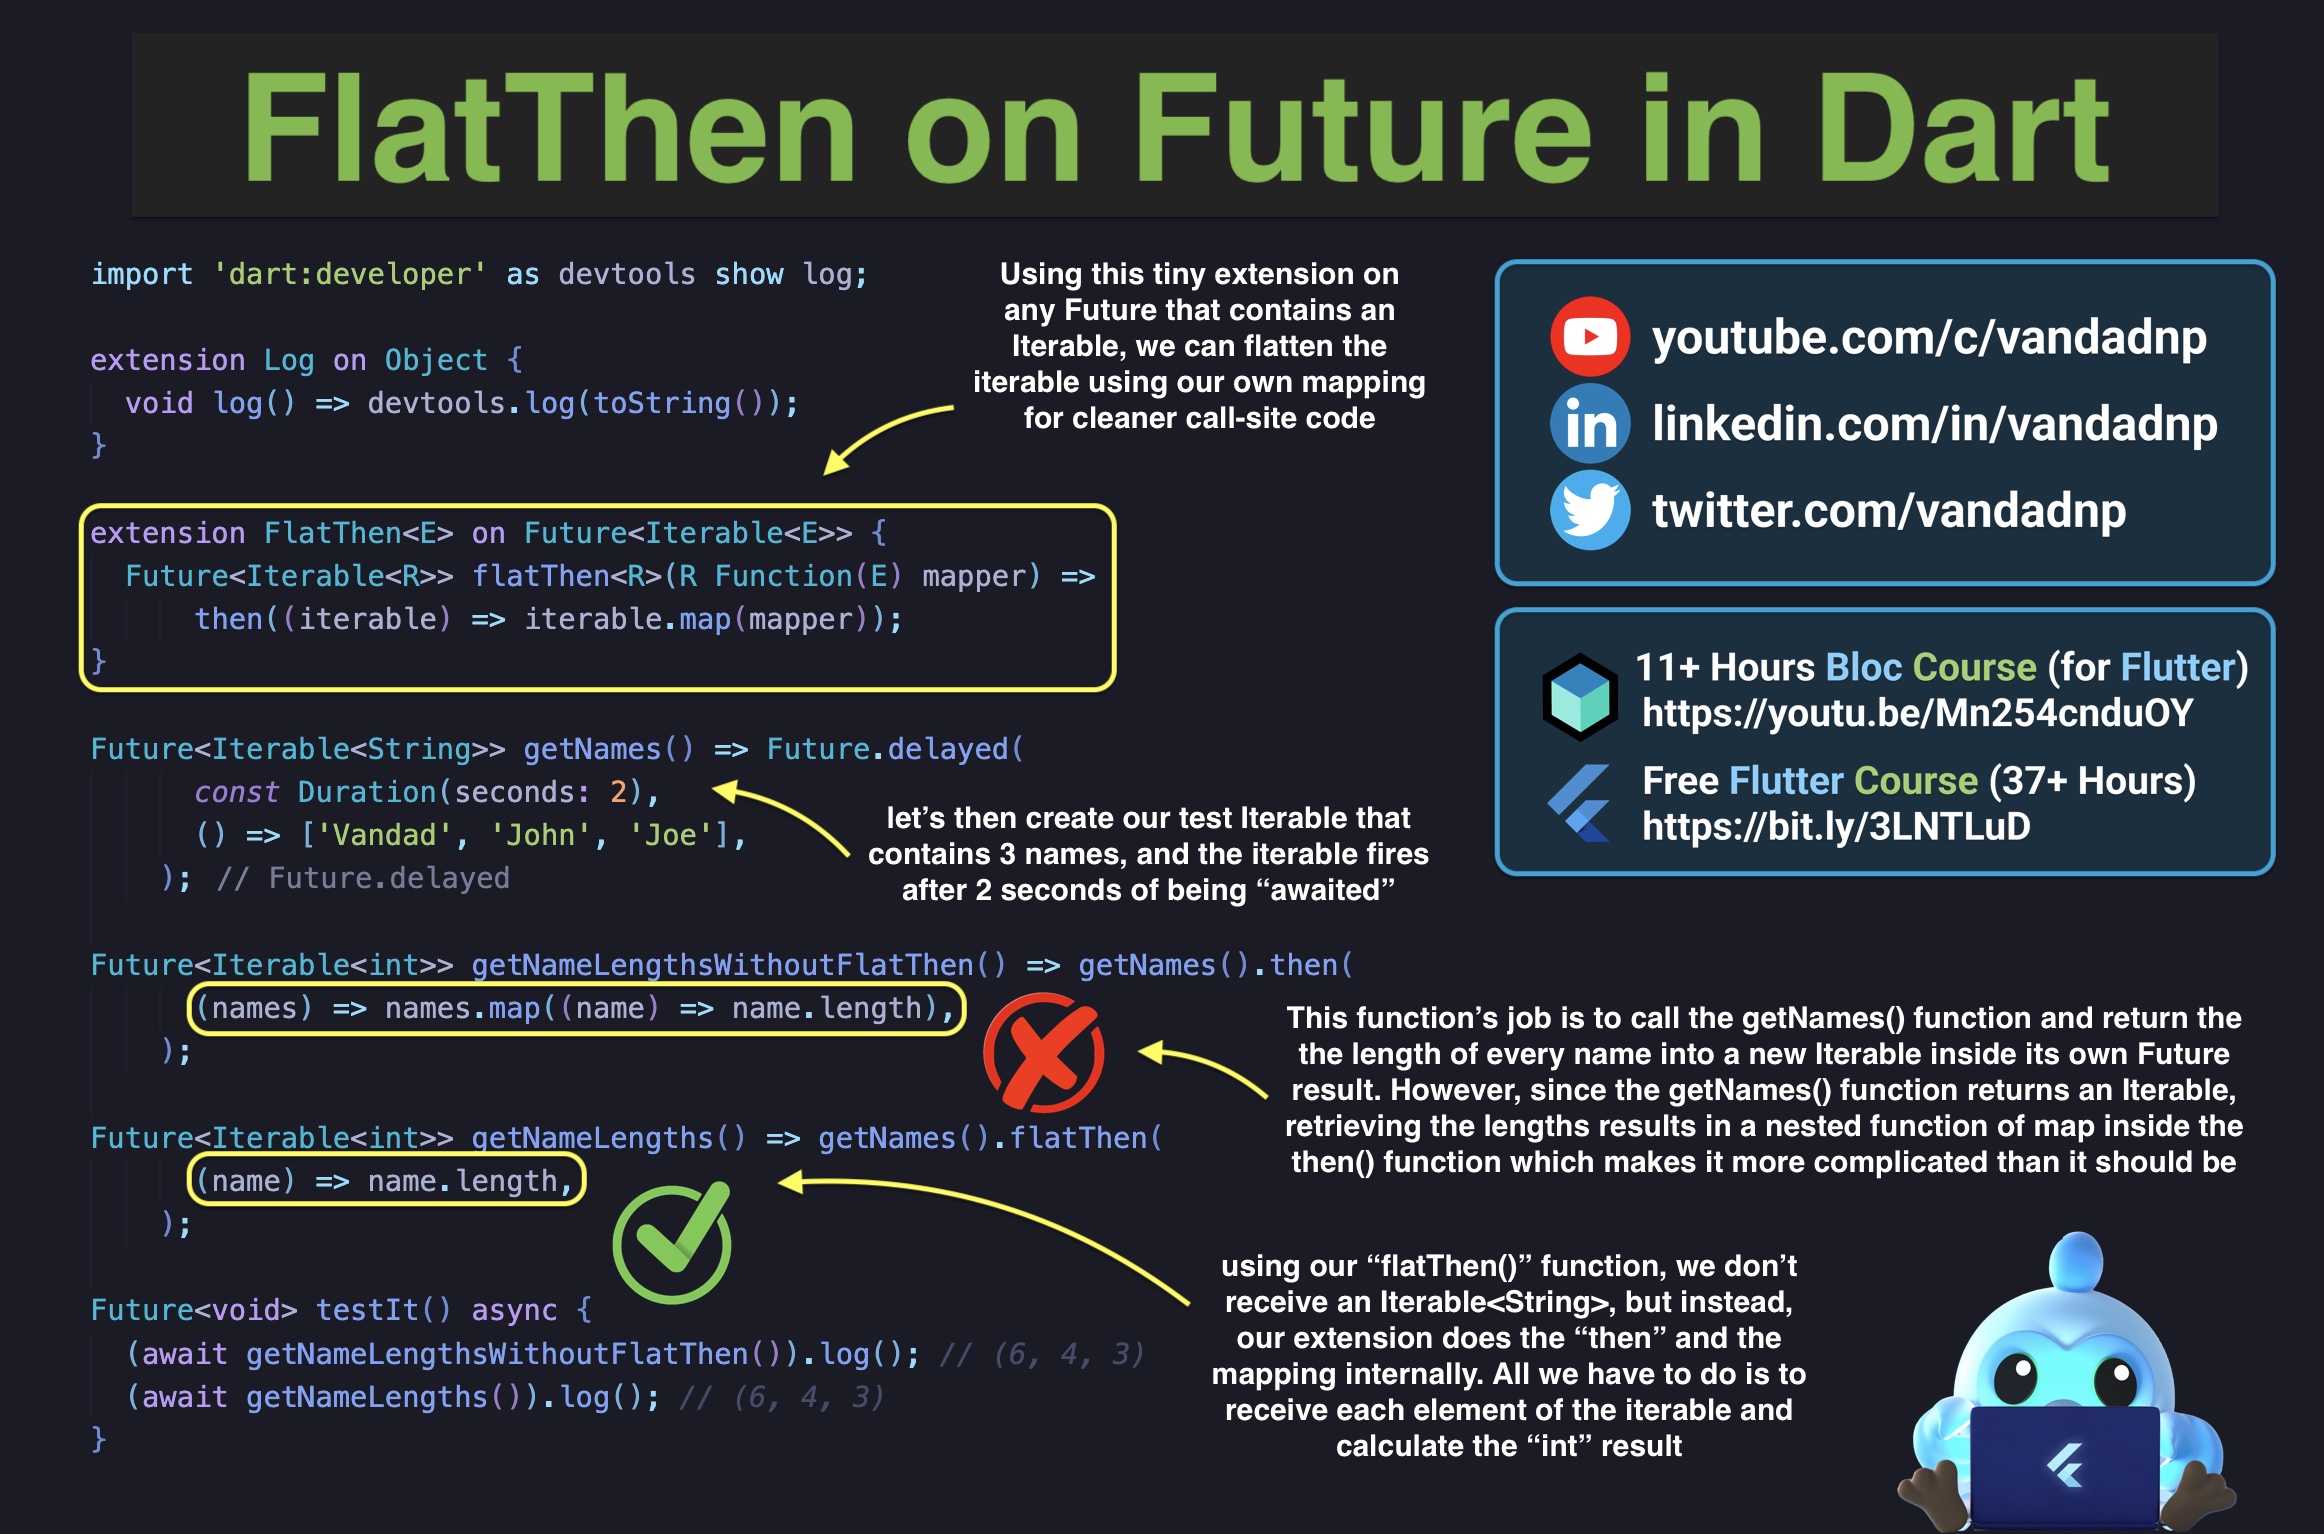 FlatThen on Future in Dart
import 'dart:developer' as devtools show log;
extension Log on Object {
void log() => devtools.log(toString());
}
Using this tiny extension on
any Future that contains an
Iterable, we can flatten the
iterable using our own mapping
for cleaner call-site code
extension FlatThen<E> on Future<Iterable<E>> {
Future<Iterable<R>> flatThen<R>(R Function(E) mapper) =>
then((iterable) => iterable.map(mapper));
}
Future<Iterable<String>> getNames() => Future.delayed(
const Duration(seconds: 2),
() => ['Vandad', 'John', 'Joe'],
); // Future.delayed
let's then create our test Iterable that
contains 3 names, and the iterable fires
after 2 seconds of being “awaited”
Future<Iterable<int>> getNameLengthsWithoutFlatThen() => getNames().then(
(names) => names.map((name) => name.length),
);
This function’s job is to call the getNames() function and return the
the length of every name into a new Iterable inside its own Future
result. However, since the getNames() function returns an Iterable,
retrieving the lengths results in a nested function of map inside the
then() function which makes it more complicated than it should be
Future<Iterable<int>> getNameLengths() => getNames().flatThen(
(name) => name.length,
);
using our “flatThen()” function, we don’t
receive an Iterable<String>, but instead,
our extension does the “then” and the
mapping internally. All we have to do is to
receive each element of the iterable and
calculate the “int” result
Future<void> testIt() async {
(await getNameLengthsWithoutFlatThen()).log(); // (6, 4, 3)
(await getNameLengths()).log(); // (6, 4, 3)
}
youtube.com/c/vandadnp
in
linkedin.com/in/vandadnp
twitter.com/vandadnp
11+ Hours Bloc Course (for Flutter)
https://youtu.be/Mn254cnduOY
Free Flutter Course (37+ Hours)
https://bit.ly/3LNTLuD